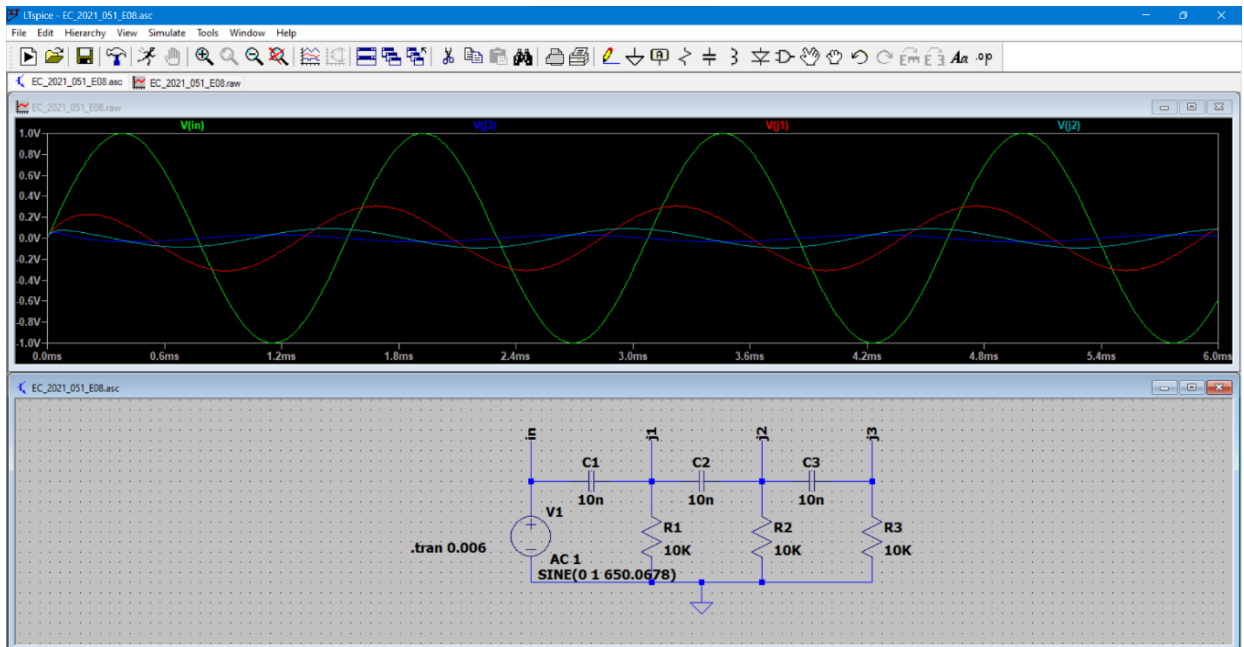 LTspice - EC_2021_051_E08.asc
File Edit Hierarchy View Simulate Tools Window Help
Aa .op
EC_2021_051_E08.asc EC_2021_051_E08.raw
EC_2021_051_E08.raw
V(in) V(j3) V(j1) V(j2)
1.0V
0.8V
0.6V
0.4V
0.2V
0.0V
-0.2V
-0.4V
-0.6V
-0.8V
-1.0V
0.0ms 0.6ms 1.2ms 1.8ms 2.4ms 3.0ms 3.6ms 4.2ms 4.8ms 5.4ms 6.0ms
EC_2021_051_E08.asc
in j1 j2 j3
C1 C2 C3
10n 10n 10n
V1
R1 R2 R3
.tran 0.006
10K 10K 10K
AC 1
SINE(0 1 650.0678)